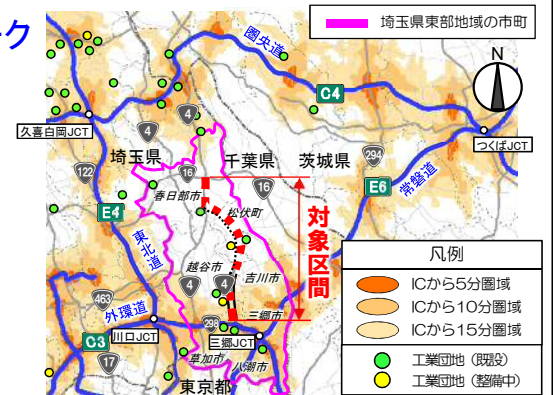 ーク
埼玉県東部地域の市町
圏央道
N
C4
久喜白岡JCT
4
4
つくばJCT
埼玉県
千葉県
茨城県
294
122
16
16
E6
常磐道
春日部市
松伏町
E4
東北道
対象区間
越谷市
吉川市
4
4
463
外環道
三郷市
298
C3
川口JCT
三郷JCT
17
草加市
八潮市
東京都
凡例
ICから5分圏域
ICから10分圏域
ICから15分圏域
工業団地（既設）
工業団地（整備中）